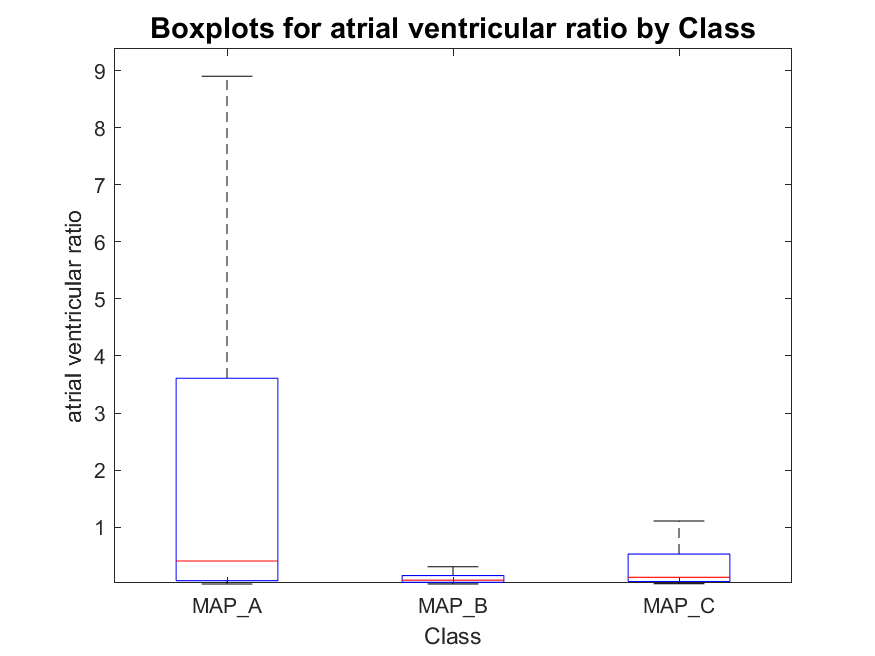 Boxplots for atrial ventricular ratio by Class
9
8
7
6
5
4
3
2
1
atrial ventricular ratio
MAP_A MAP_B MAP_C
Class